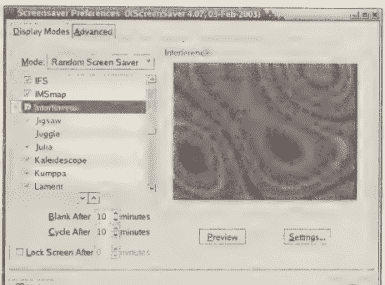 Screensaver Preferences (XScreenSaver 4.07, 03-Feb-2003)
Display Modes Advanced
Mode: Random Screen Saver
IFS
IMSmap
Interference
Jigsaw
Juggle
Julia
Kaleidescope
Kumppa
Lament
Blank After 10 minutes
Cycle After 10 minutes
Lock Screen After 0 minutes
Interference
Preview Settings...